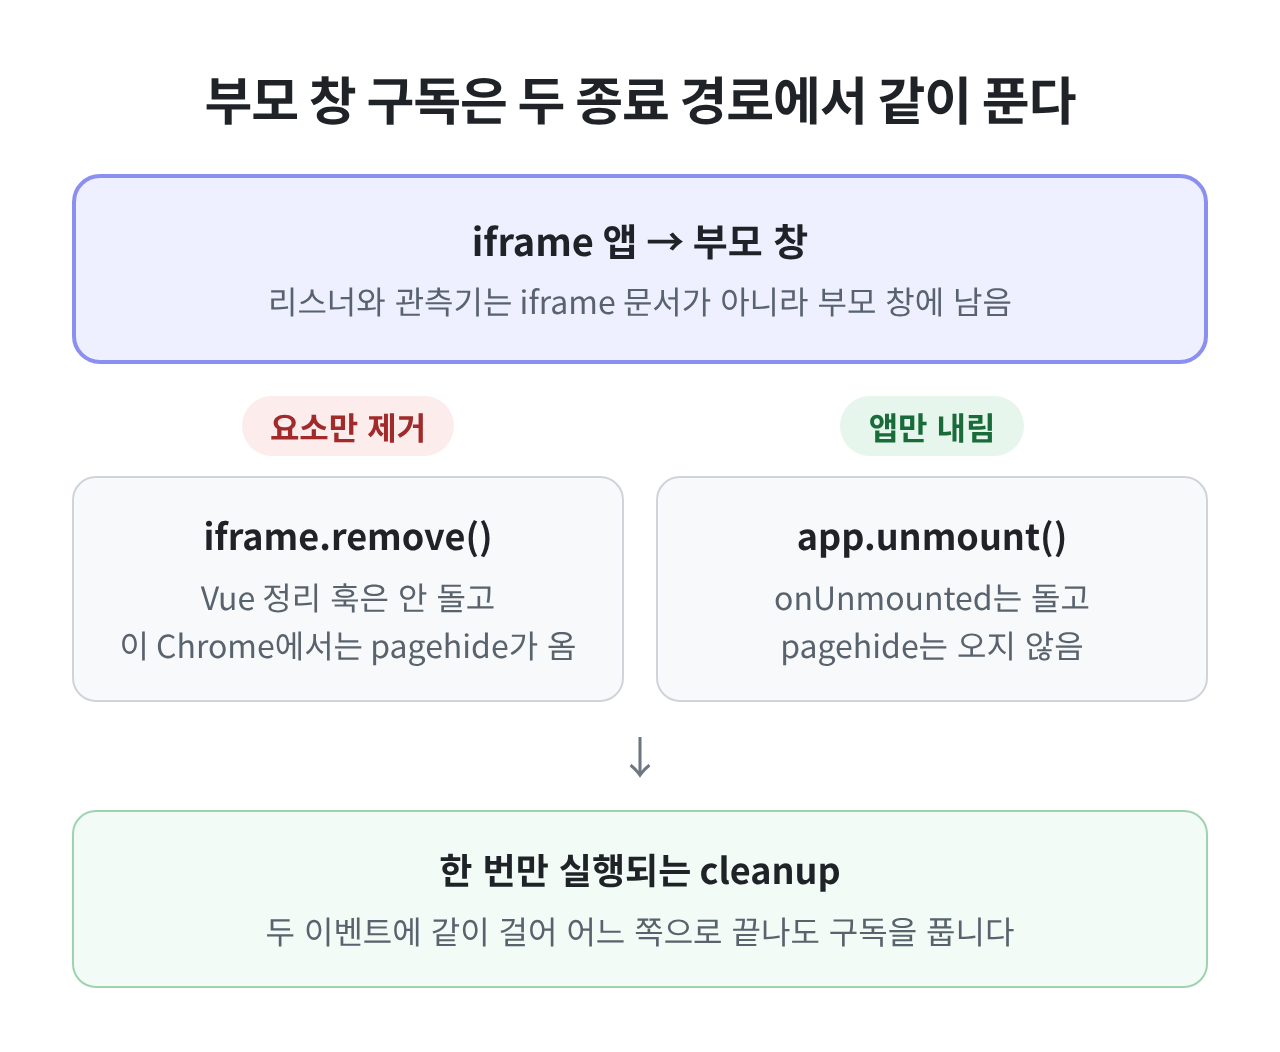 부모 창 구독은 두 종료 경로에서 같이 푼다
iframe 앱 → 부모 창
리스너와 관측기는 iframe 문서가 아니라 부모 창에 남음
요소만 제거
앱만 내림
iframe.remove()
Vue 정리 훅은 안 돌고
이 Chrome에서는 pagehide가 옴
app.unmount()
onUnmounted는 돌고
pagehide는 오지 않음
↓
한 번만 실행되는 cleanup
두 이벤트에 같이 걸어 어느 쪽으로 끝나도 구독을 풉니다